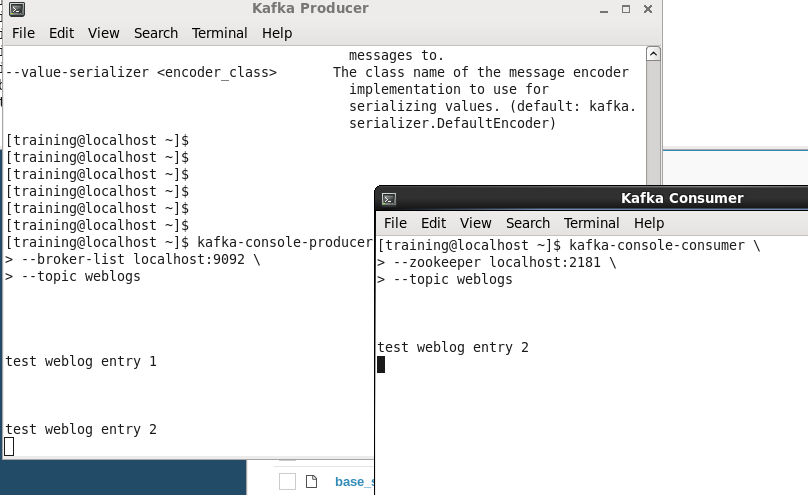 Kafka Producer
File Edit View Search Terminal Help
messages to.
--value-serializer <encoder_class> The class name of the message encoder
implementation to use for
serializing values. (default: kafka.
serializer.DefaultEncoder)
[training@localhost ~]$
[training@localhost ~]$
[training@localhost ~]$
[training@localhost ~]$
[training@localhost ~]$
[training@localhost ~]$
[training@localhost ~]$ kafka-console-producer
> --broker-list localhost:9092 \
> --topic weblogs
test weblog entry 1
test weblog entry 2
Kafka Consumer
File Edit View Search Terminal Help
[training@localhost ~]$ kafka-console-consumer \
> --zookeeper localhost:2181 \
> --topic weblogs
test weblog entry 2